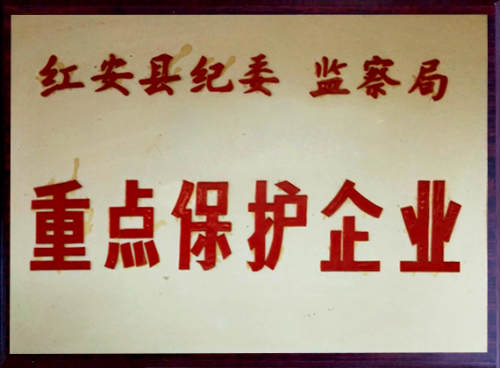 红安县纪委 监察局
重点保护企业